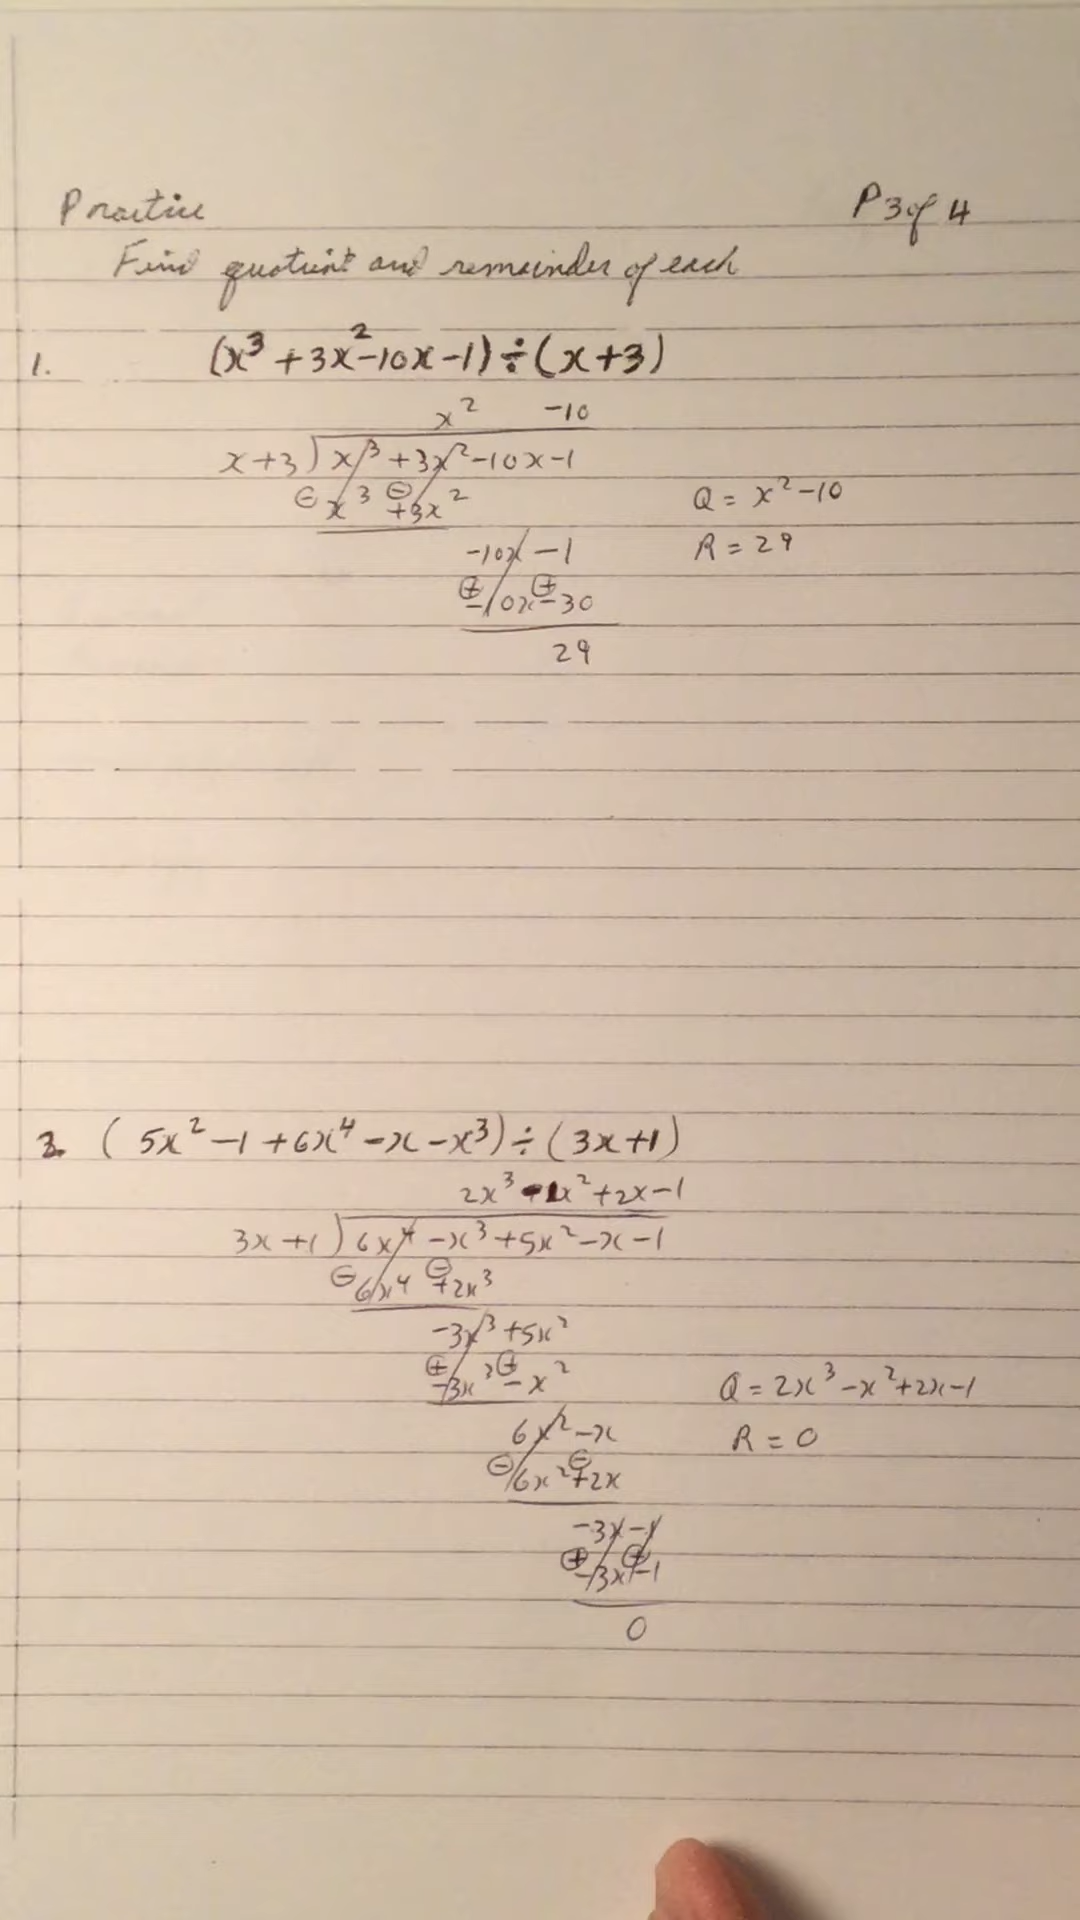 Practice P 3 of 4
Find quotient and remainder of each
1. (x³ + 3x² - 10x - 1) ÷ (x + 3)
x² -10
x + 3 ) x³ + 3x² - 10x - 1
⊖ x³ ⊖ + 3x² Q = x² - 10
-10x - 1 R = 29
⊕ -10x ⊕ - 30
29
3. ( 5x² - 1 + 6x⁴ - x - x³) ÷ ( 3x + 1 )
2x³ - 1x² + 2x - 1
3x + 1 ) 6x⁴ - x³ + 5x² - x - 1
⊖ 6x⁴ ⊖ + 2x³
-3x³ + 5x²
⊕ -3x³ ⊕ - x² Q = 2x³ - x² + 2x - 1
6x² - x R = 0
⊖ 6x² ⊖ + 2x
-3x - 1
⊕ -3x ⊕ - 1
0